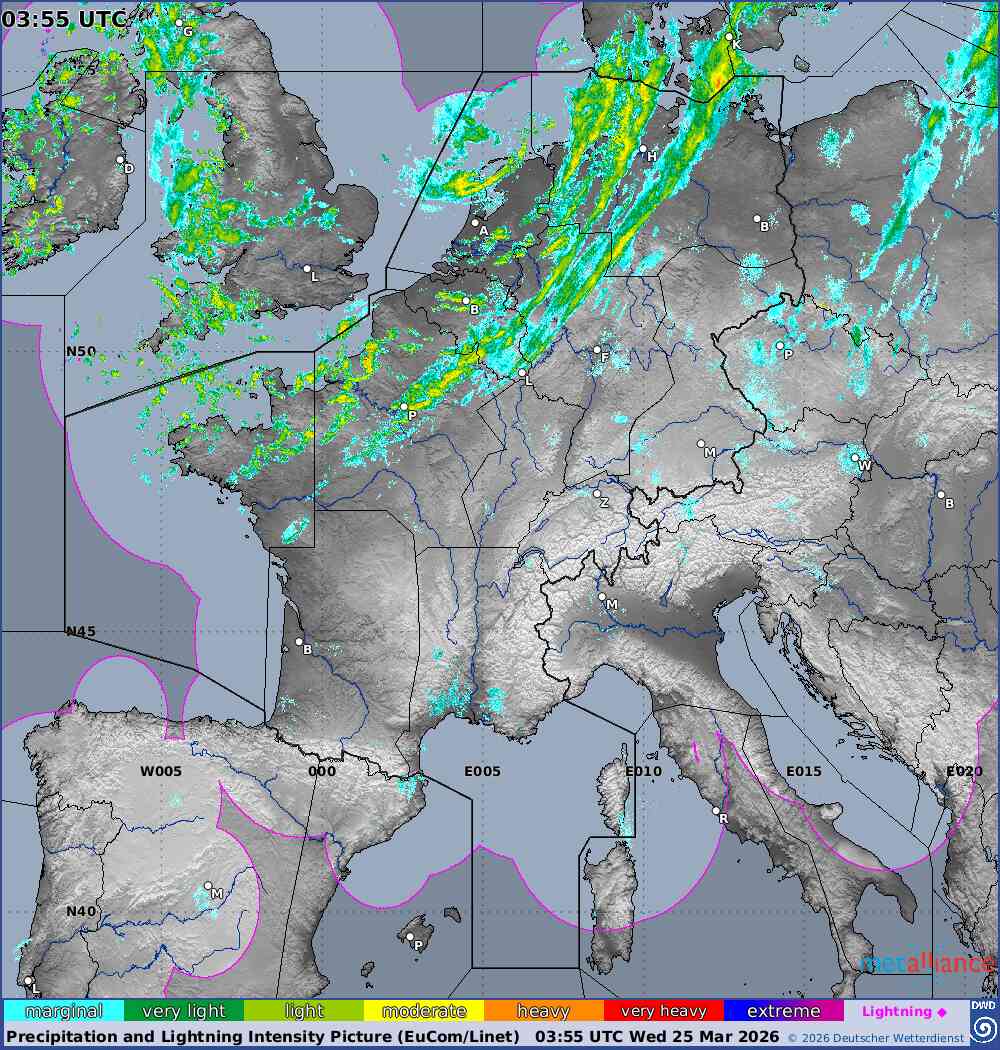 03:55 UTC
G
K
D
H
A
B
L
B
N50
F
P
L
P
M
W
Z
B
M
N45
B
W005
000
E005
E010
E015
E020
R
M
N40
P
L
metalliance
marginal very light light moderate heavy very heavy extreme Lightning ◆ DWD
Precipitation and Lightning Intensity Picture (EuCom/Linet) 03:55 UTC Wed 25 Mar 2026 © 2026 Deutscher Wetterdienst